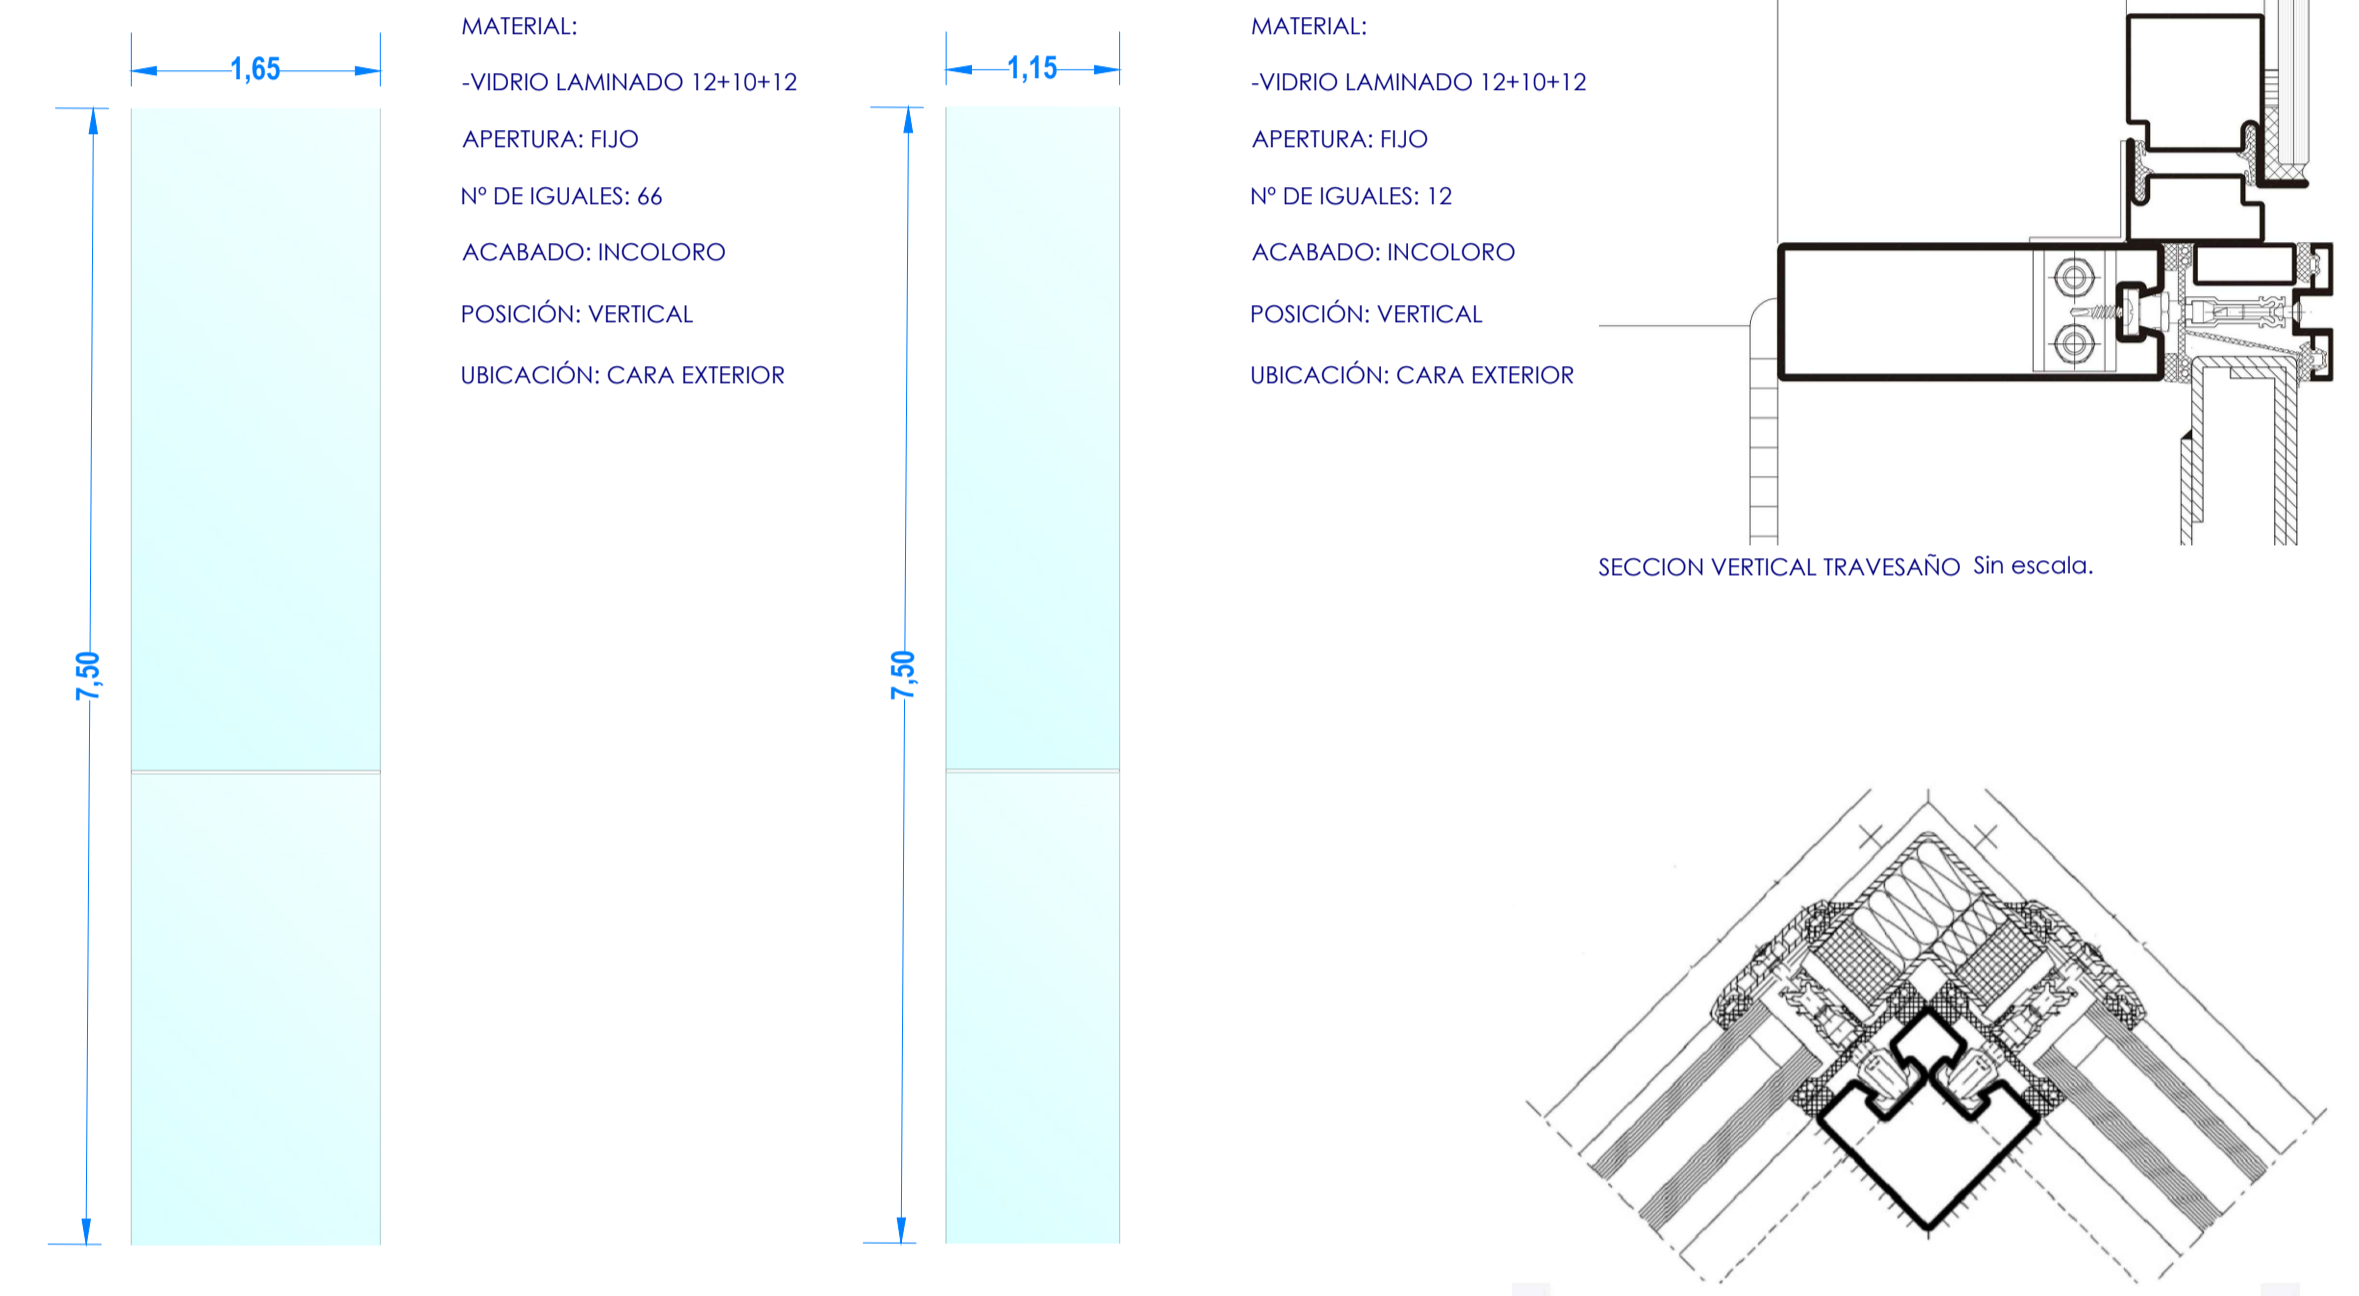 1,65
7,50
MATERIAL:
-VIDRIO LAMINADO 12+10+12
APERTURA: FIJO
Nº DE IGUALES: 66
ACABADO: INCOLORO
POSICIÓN: VERTICAL
UBICACIÓN: CARA EXTERIOR
1,15
7,50
MATERIAL:
-VIDRIO LAMINADO 12+10+12
APERTURA: FIJO
Nº DE IGUALES: 12
ACABADO: INCOLORO
POSICIÓN: VERTICAL
UBICACIÓN: CARA EXTERIOR
SECCION VERTICAL TRAVESAÑO Sin escala.